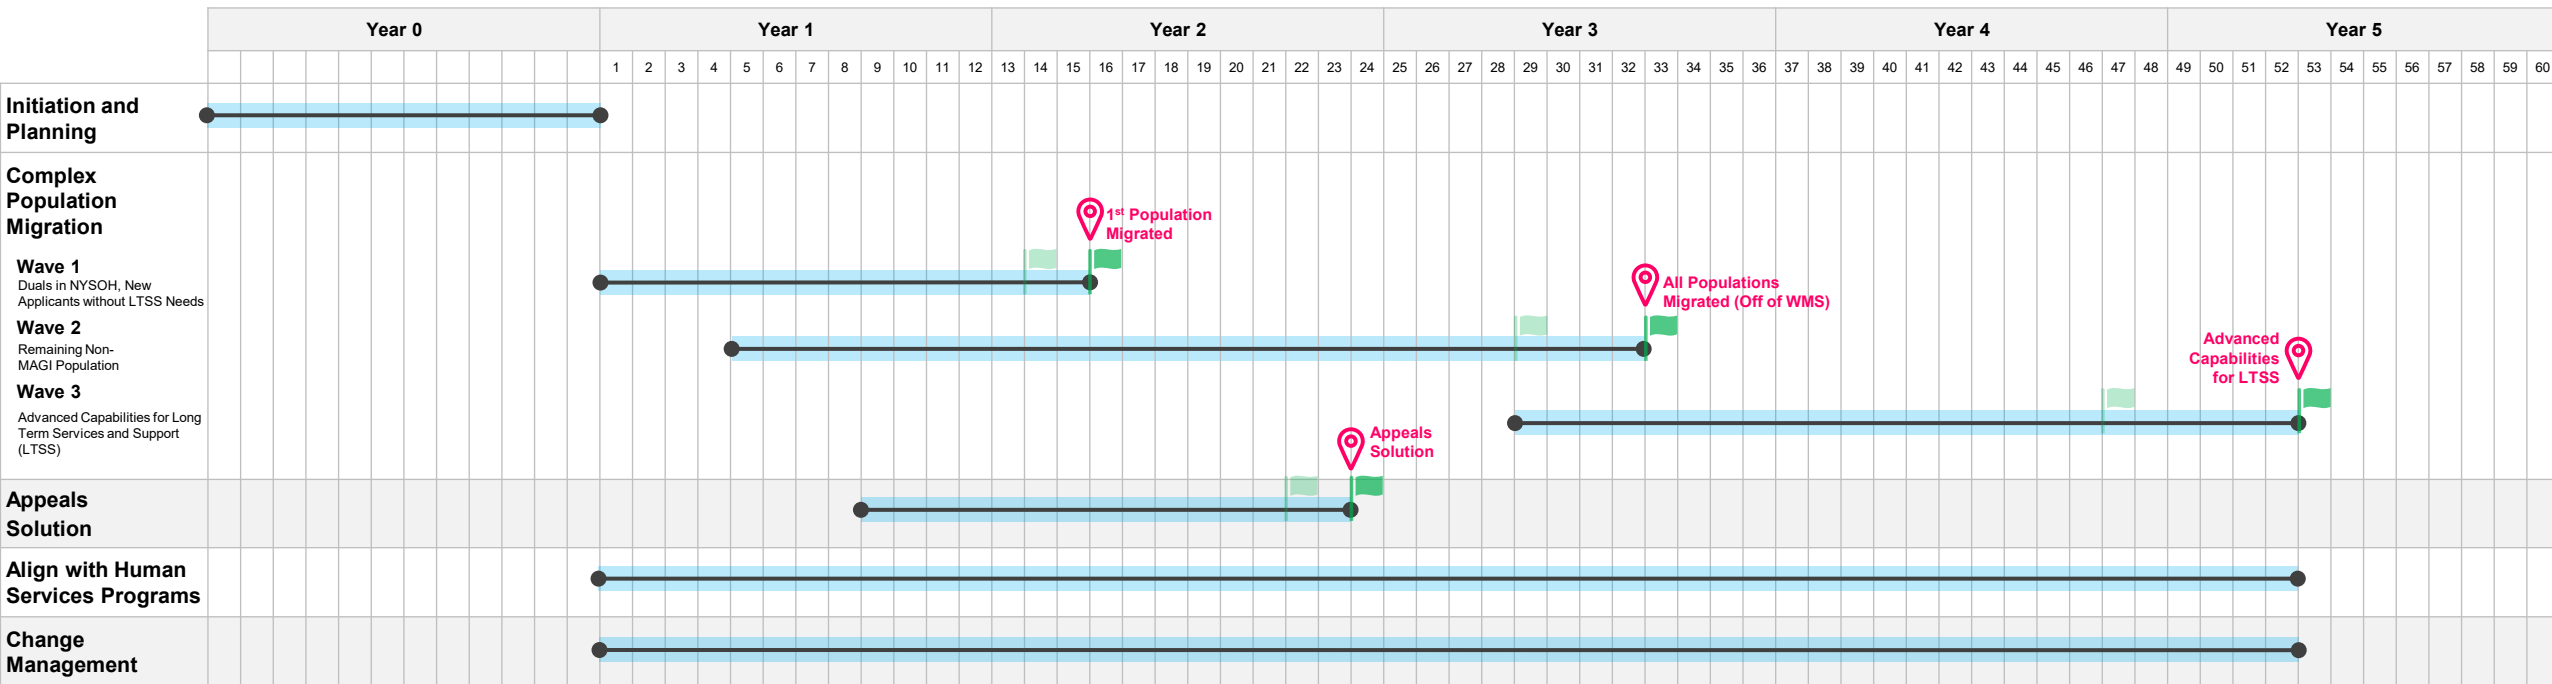 Year 0 Year 1 Year 2 Year 3 Year 4 Year 5
1 2 3 4 5 6 7 8 9 10 11 12 13 14 15 16 17 18 19 20 21 22 23 24 25 26 27 28 29 30 31 32 33 34 35 36 37 38 39 40 41 42 43 44 45 46 47 48 49 50 51 52 53 54 55 56 57 58 59 60
Initiation and
Planning
Complex
Population
Migration
1st Population
Migrated
Wave 1
Duals in NYSOH, New
Applicants without LTSS Needs
All Populations
Migrated (Off of WMS)
Wave 2
Remaining Non-
MAGI Population
Advanced
Capabilities
for LTSS
Wave 3
Advanced Capabilities for Long
Term Services and Support
(LTSS)
Appeals
Solution
Appeals
Solution
Align with Human
Services Programs
Change
Management